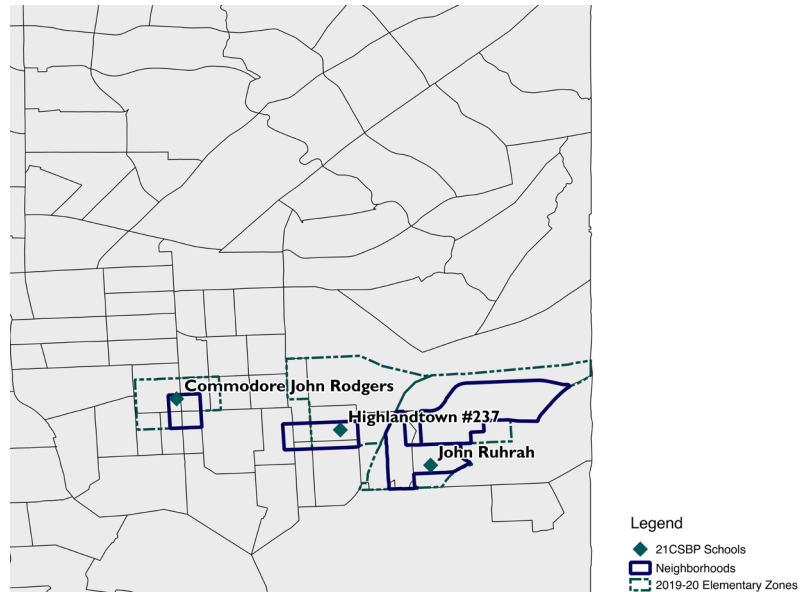 Commodore John Rodgers
Highlandtown #237
John Ruhrah
Legend
21CSBP Schools
Neighborhoods
2019-20 Elementary Zones